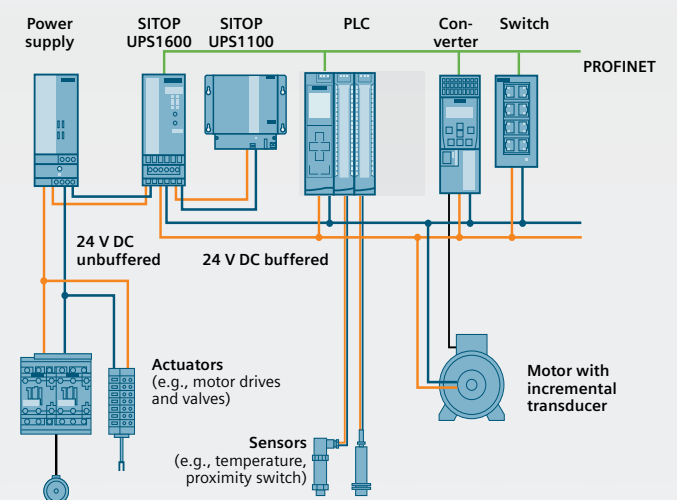 Power
supply
SITOP
UPS1600
SITOP
UPS1100
PLC
Con-
verter
Switch
PROFINET
24 V DC
unbuffered
24 V DC buffered
Actuators
(e.g., motor drives
and valves)
Motor with
incremental
transducer
Sensors
(e.g., temperature,
proximity switch)